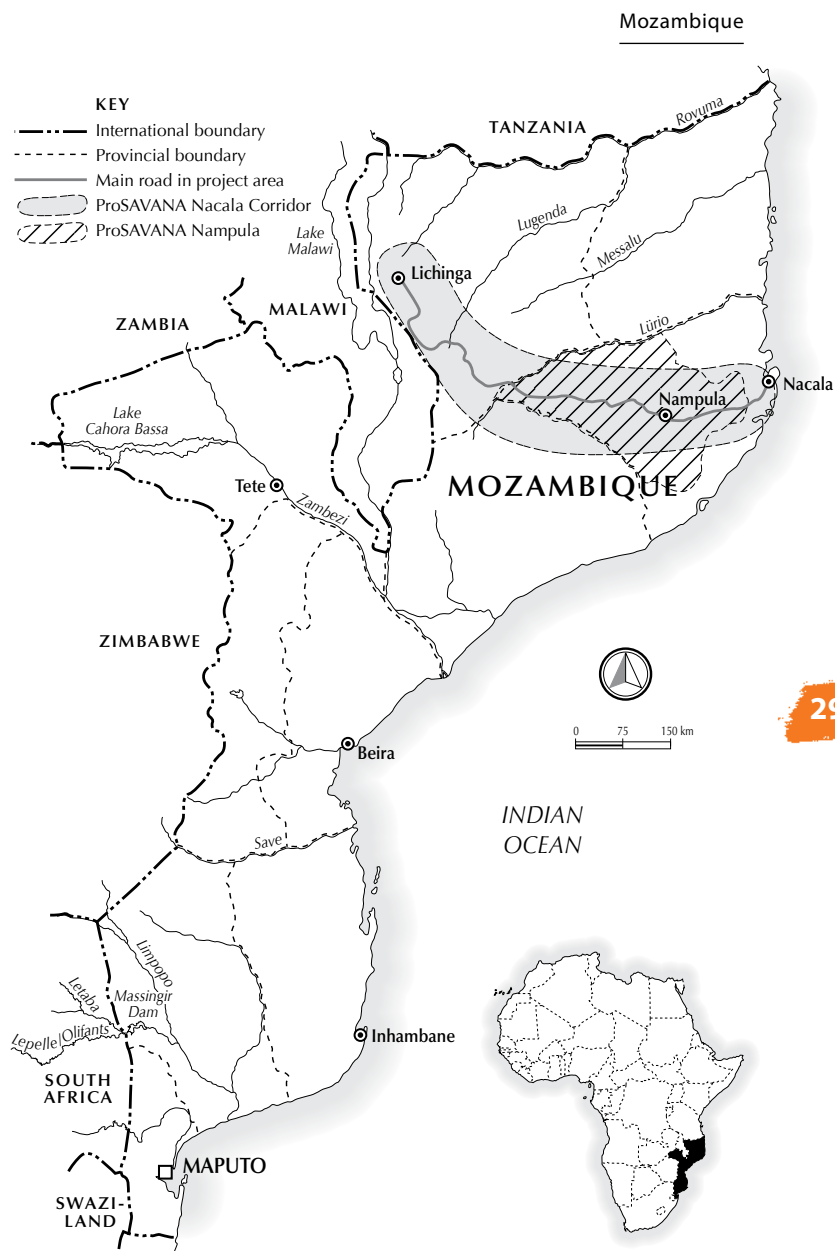 Mozambique
KEY
International boundary
Provincial boundary
Main road in project area
ProSAVANA Nacala Corridor
ProSAVANA Nampula
TANZANIA
Rovuma
Lugenda
Messalu
Lake
Malawi
Lichinga
MALAWI
ZAMBIA
Lürio
Nacala
Nampula
Lake
Cahora Bassa
MOZAMBIQUE
Tete
Zambezi
ZIMBABWE
0 75 150 km
29
Beira
INDIAN
OCEAN
Save
Limpopo
Letaba
Massingir
Dam
Lepelle/Olifants
Inhambane
SOUTH
AFRICA
MAPUTO
SWAZI-
LAND